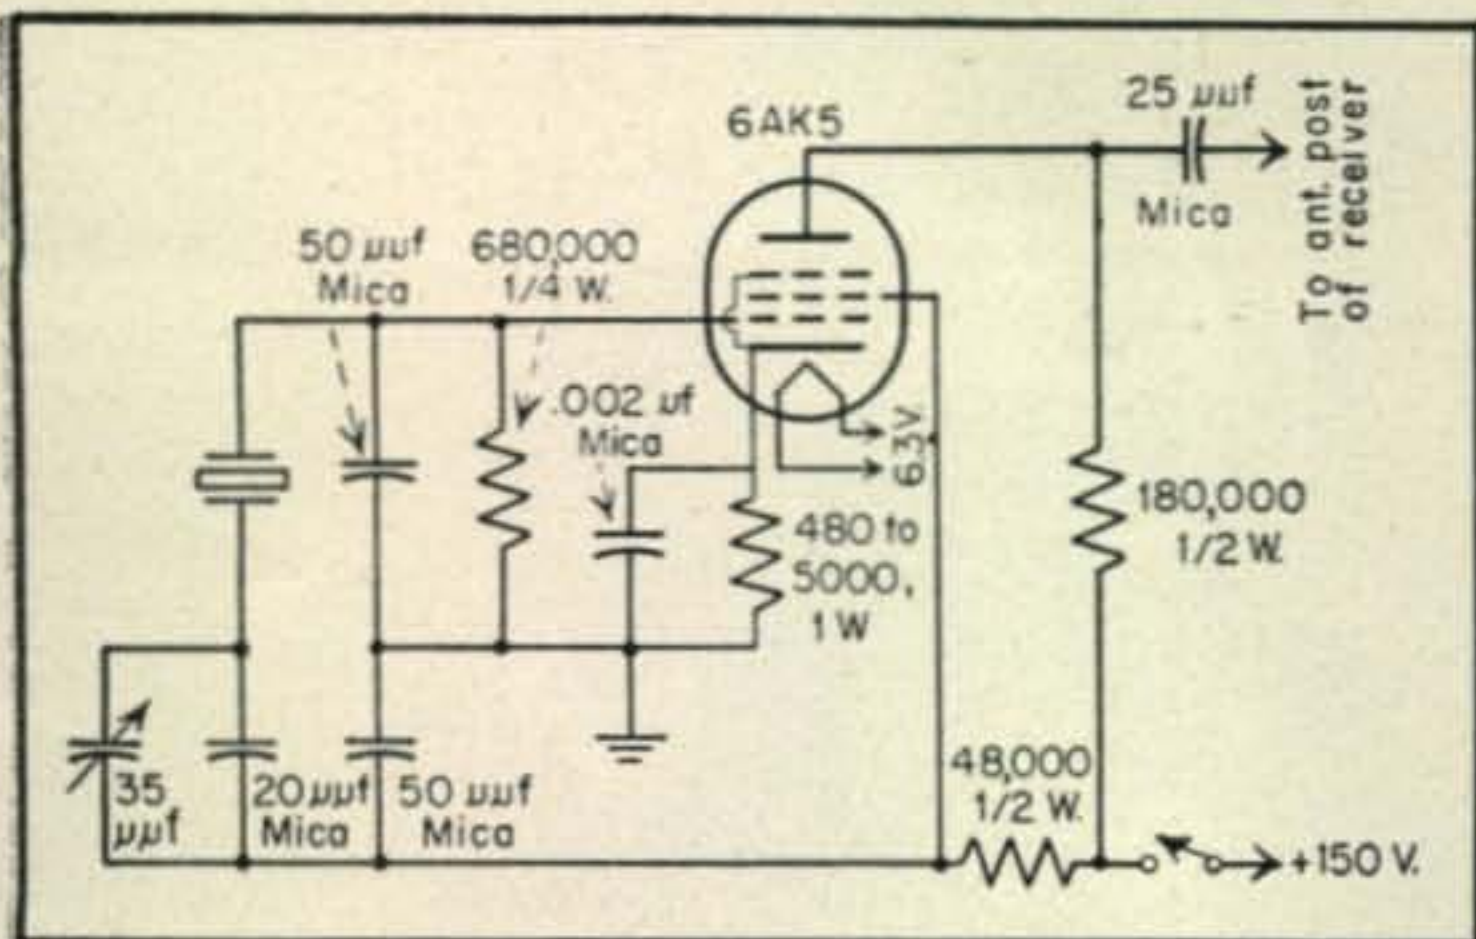 6AK5
25 μμf
Mica
To ant. post
of receiver
50 μμf
Mica
680,000
1/4 W.
.002 μf
Mica
6.3V.
480 to
5000,
1 W
180,000
1/2 W.
35
μμf
20μμf
Mica
50 μμf
Mica
48,000
1/2 W.
+150 V.